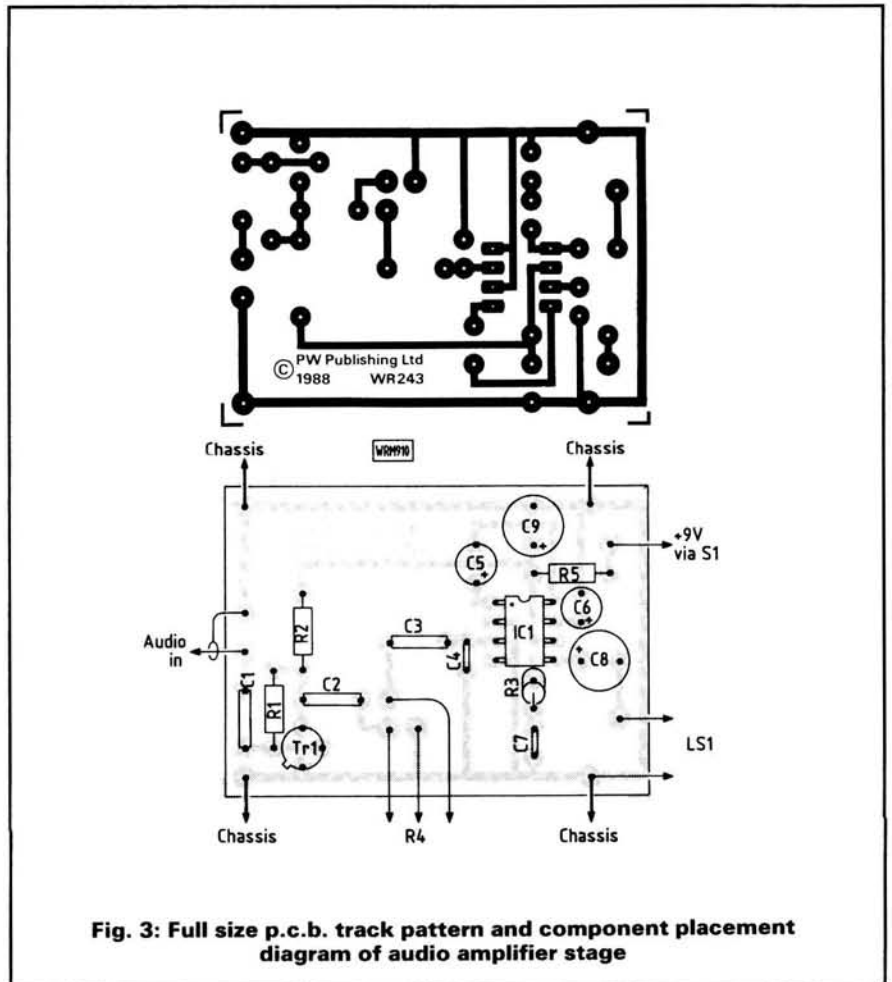 © PW Publishing Ltd
1988 WR243
Chassis
WRM910
Chassis
C9
+9V
via S1
C5
R5
C6
R2
IC1
C3
C4
C8
Audio
in
C1
R1
C2
R3
Tr1
C7
LS1
Chassis
R4
Chassis
Fig. 3: Full size p.c.b. track pattern and component placement
diagram of audio amplifier stage